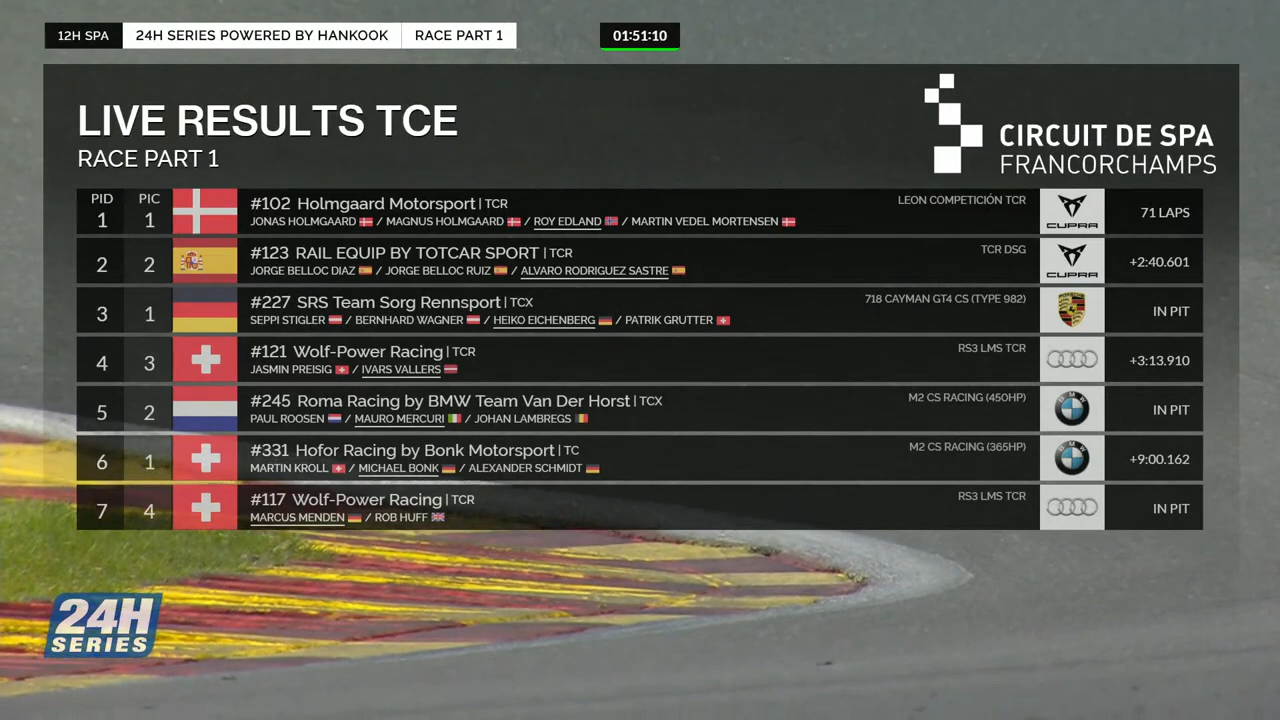 12H SPA 24H SERIES POWERED BY HANKOOK RACE PART 1 01:51:10
LIVE RESULTS TCE
RACE PART 1
CIRCUIT DE SPA
FRANCORCHAMPS
PID PIC
1 1 #102 Holmgaard Motorsport | TCR LEON COMPETICIÓN TCR CUPRA 71 LAPS
JONAS HOLMGAARD / MAGNUS HOLMGAARD / ROY EDLAND / MARTIN VEDEL MORTENSEN
2 2 #123 RAIL EQUIP BY TOTCAR SPORT | TCR TCR DSG CUPRA +2:40.601
JORGE BELLOC DIAZ / JORGE BELLOC RUIZ / ALVARO RODRIGUEZ SASTRE
3 1 #227 SRS Team Sorg Rennsport | TCX 718 CAYMAN GT4 CS (TYPE 982) IN PIT
SEPPI STIGLER / BERNHARD WAGNER / HEIKO EICHENBERG / PATRIK GRUTTER
4 3 #121 Wolf-Power Racing | TCR RS3 LMS TCR +3:13.910
JASMIN PREISIG / IVARS VALLERS
5 2 #245 Roma Racing by BMW Team Van Der Horst | TCX M2 CS RACING (450HP) BMW IN PIT
PAUL ROOSEN / MAURO MERCURI / JOHAN LAMBREGS
6 1 #331 Hofor Racing by Bonk Motorsport | TC M2 CS RACING (365HP) BMW +9:00.162
MARTIN KROLL / MICHAEL BONK / ALEXANDER SCHMIDT
7 4 #117 Wolf-Power Racing | TCR RS3 LMS TCR IN PIT
MARCUS MENDEN / ROB HUFF
24H
SERIES